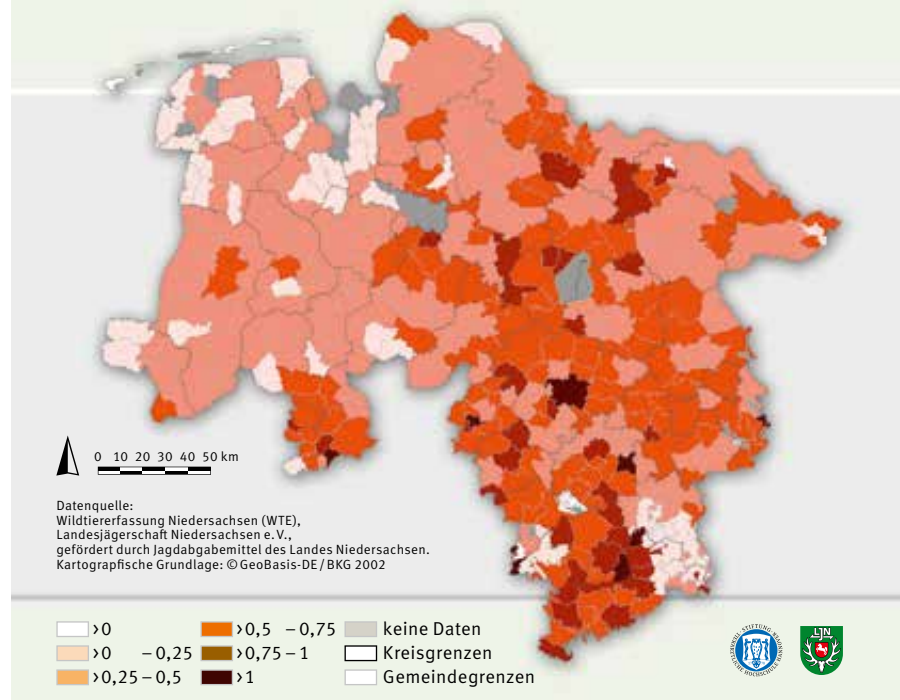 0 10 20 30 40 50 km
Datenquelle:
Wildtiererfassung Niedersachsen (WTE),
Landesjägerschaft Niedersachsen e. V.,
gefördert durch Jagdabgabemittel des Landes Niedersachsen.
Kartografische Grundlage: © GeoBasis-DE / BKG 2002
>0
>0 – 0,25
>0,25 – 0,5
>0,5 – 0,75
>0,75 – 1
>1
keine Daten
Kreisgrenzen
Gemeindegrenzen
LJN